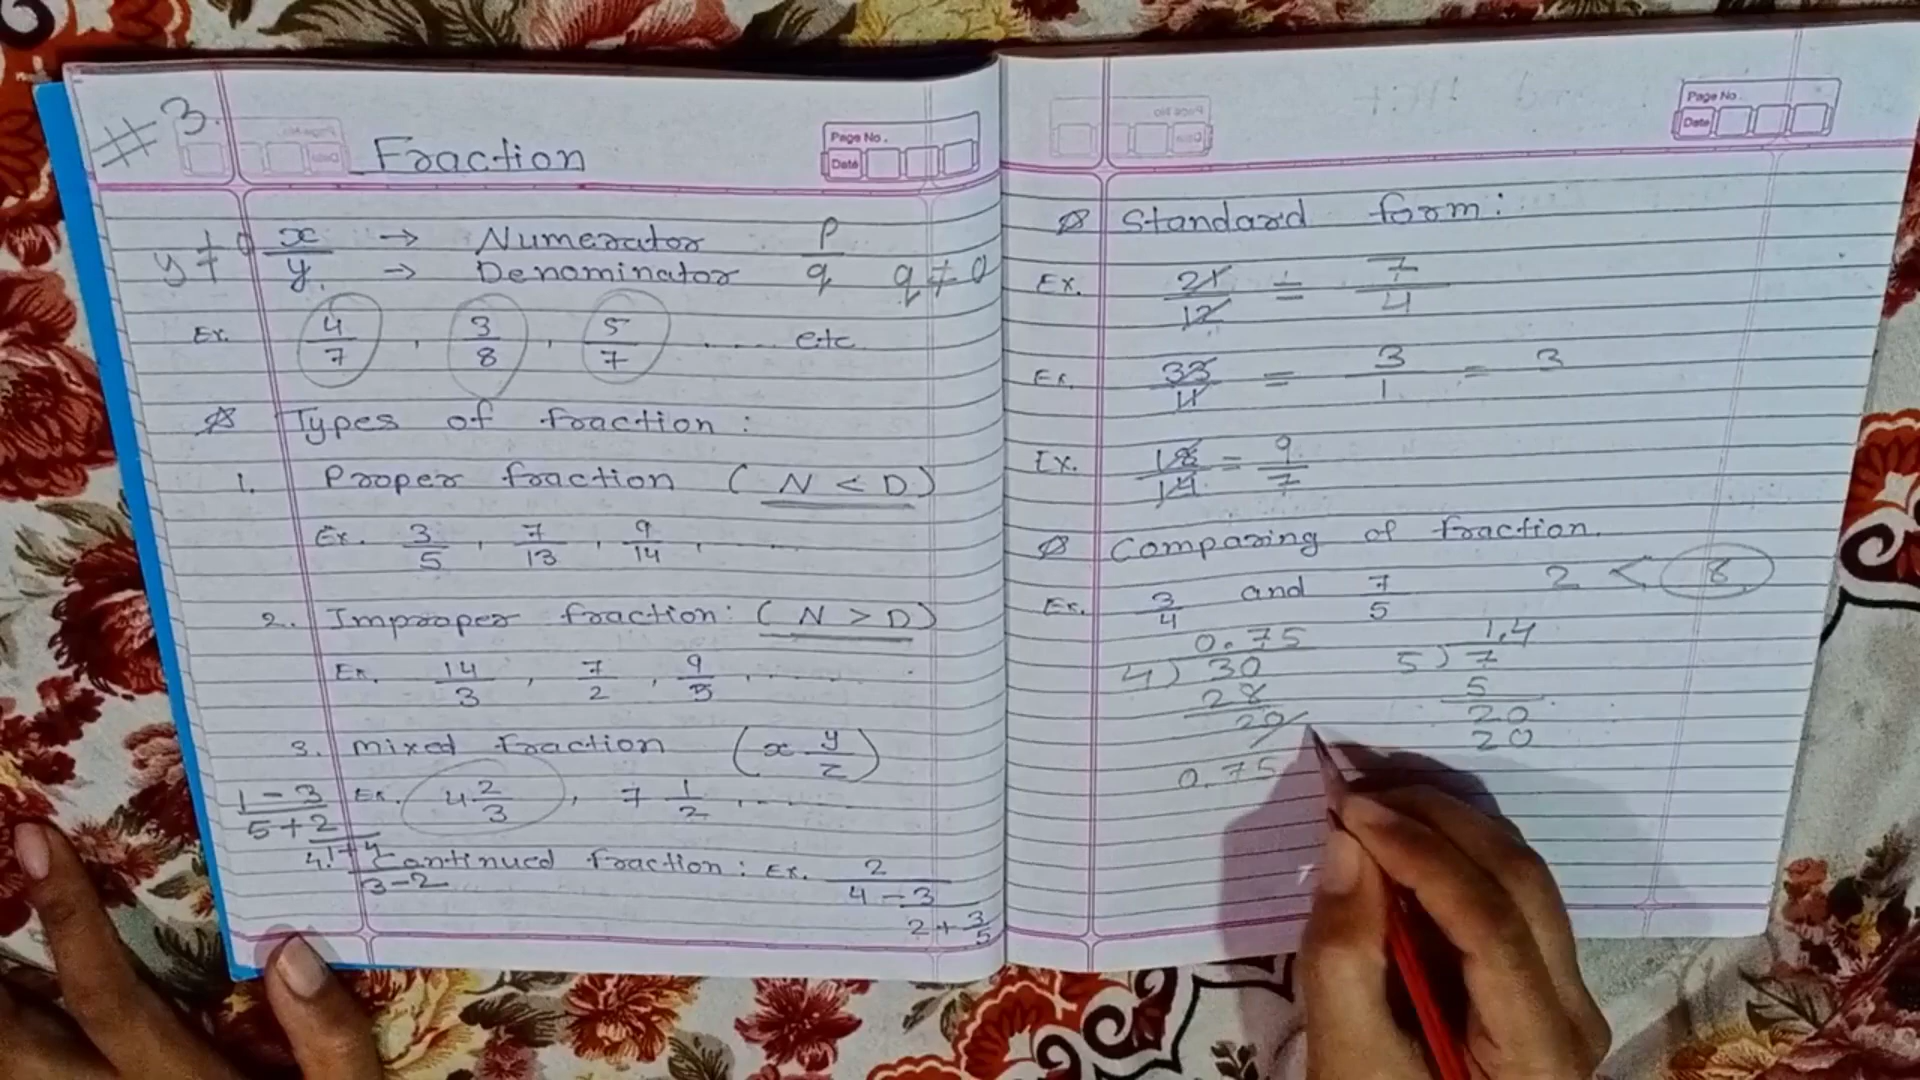 #3.
Fraction
Page No.
Date
y ≠ 0 x/y → Numerator p/q
→ Denominator q ≠ 0
Ex. 4/7, 3/8, 5/7, .... etc
Types of fraction:
1. Proper fraction (N < D)
Ex. 3/5, 7/13, 9/14, ......
2. Improper fraction: (N > D)
Ex. 14/3, 7/2, 9/5, ......
3. mixed fraction (x y/z)
Ex. 4 2/3, 7 1/2, ......
1 - 3
5 + 2
1 + 4
3 - 2
4. Continued fraction: Ex. 2
4 - 3
2 + 3/5
Page No.
Date
Standard form:
Ex. 21/12 = 7/4
Ex. 33/11 = 3/1 = 3
Ex. 18/14 = 9/7
Comparing of fraction.
Ex. 3/4 and 7/5 2 < 8
0.75 1.4
4) 30 5) 7
28 5
20 20
20
0.75